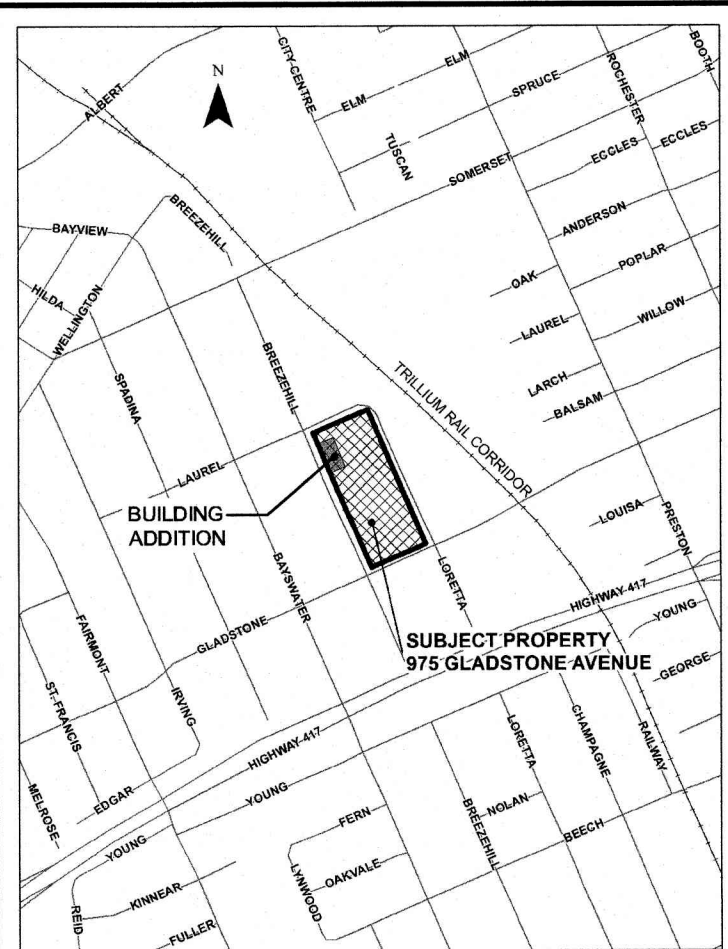 N
CITY CENTRE
ELM
ELM
BOOTH
ALBERT
TUSCAN
SPRUCE
ROCHESTER
ECCLES
ECCLES
SOMERSET
BREEZEHILL
BAYVIEW
ANDERSON
HILDA
WELLINGTON
OAK
POPLAR
LAUREL
WILLOW
SPADINA
BREEZEHILL
TRILLIUM RAIL CORRIDOR
LARCH
BALSAM
LAUREL
BUILDING
ADDITION
LOUISA
PRESTON
BAYSWATER
LORETTA
HIGHWAY 417
YOUNG
FAIRMONT
GLADSTONE
SUBJECT PROPERTY
975 GLADSTONE AVENUE
GEORGE
ST. FRANCIS
IRVING
HIGHWAY 417
LORETTA
CHAMPAGNE
RAILWAY
MELROSE
EDGAR
YOUNG
NOLAN
FERN
BREEZEHILL
BEECH
YOUNG
LYNWOOD
OAKVALE
KINNEAR
REID
FULLER